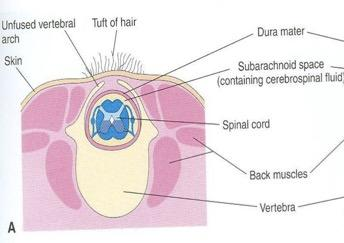 Unfused vertebral
arch
Tuft of hair
Skin
Dura mater
Subarachnoid space
(containing cerebrospinal fluid)
Spinal cord
Back muscles
Vertebra
A